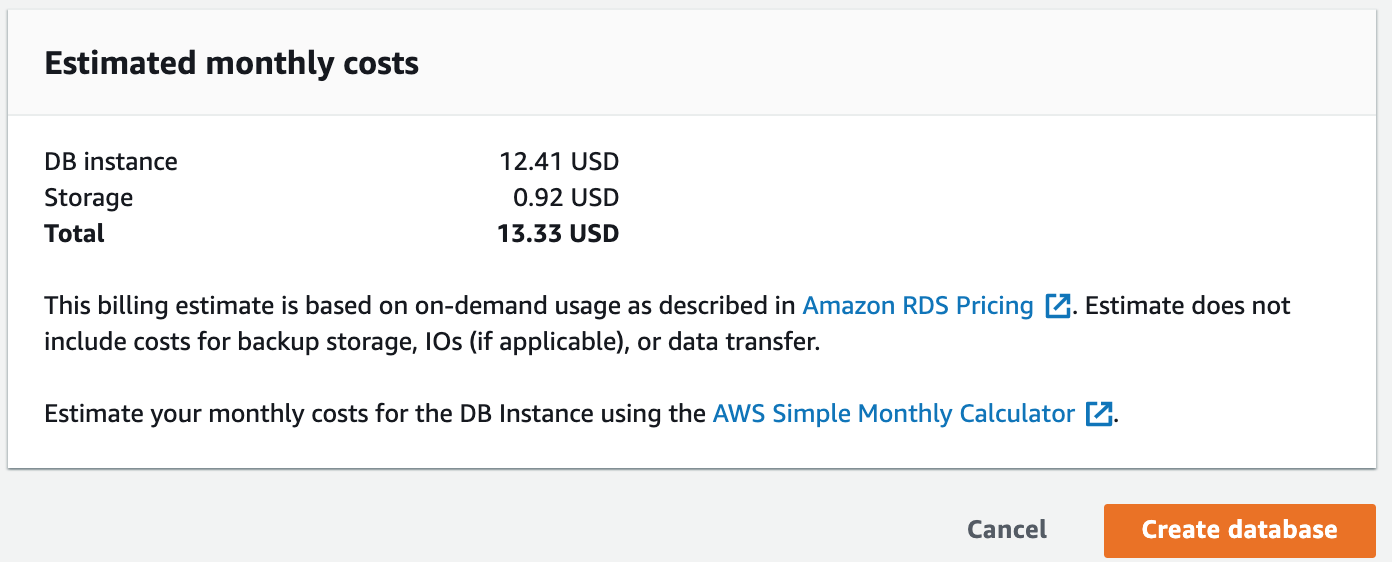 Estimated monthly costs
DB instance 12.41 USD
Storage 0.92 USD
Total 13.33 USD
This billing estimate is based on on-demand usage as described in Amazon RDS Pricing. Estimate does not
include costs for backup storage, IOs (if applicable), or data transfer.
Estimate your monthly costs for the DB Instance using the AWS Simple Monthly Calculator.
Cancel Create database